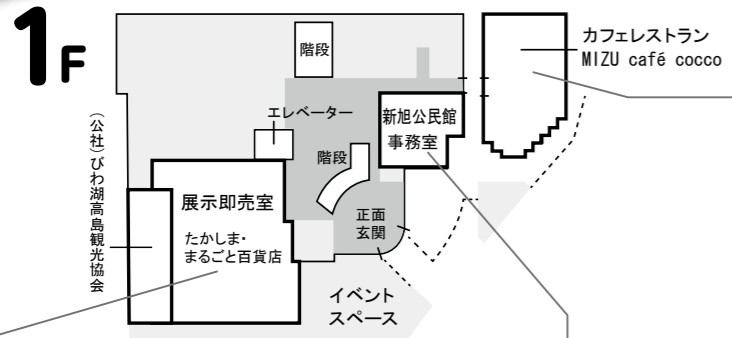 1F
階段
カフェレストラン
MIZU café cocco
エレベーター
新旭公民館
事務室
階段
(公社)びわ湖高島観光協会
展示即売室
たかしま・
まるごと百貨店
正面
玄関
イベント
スペース